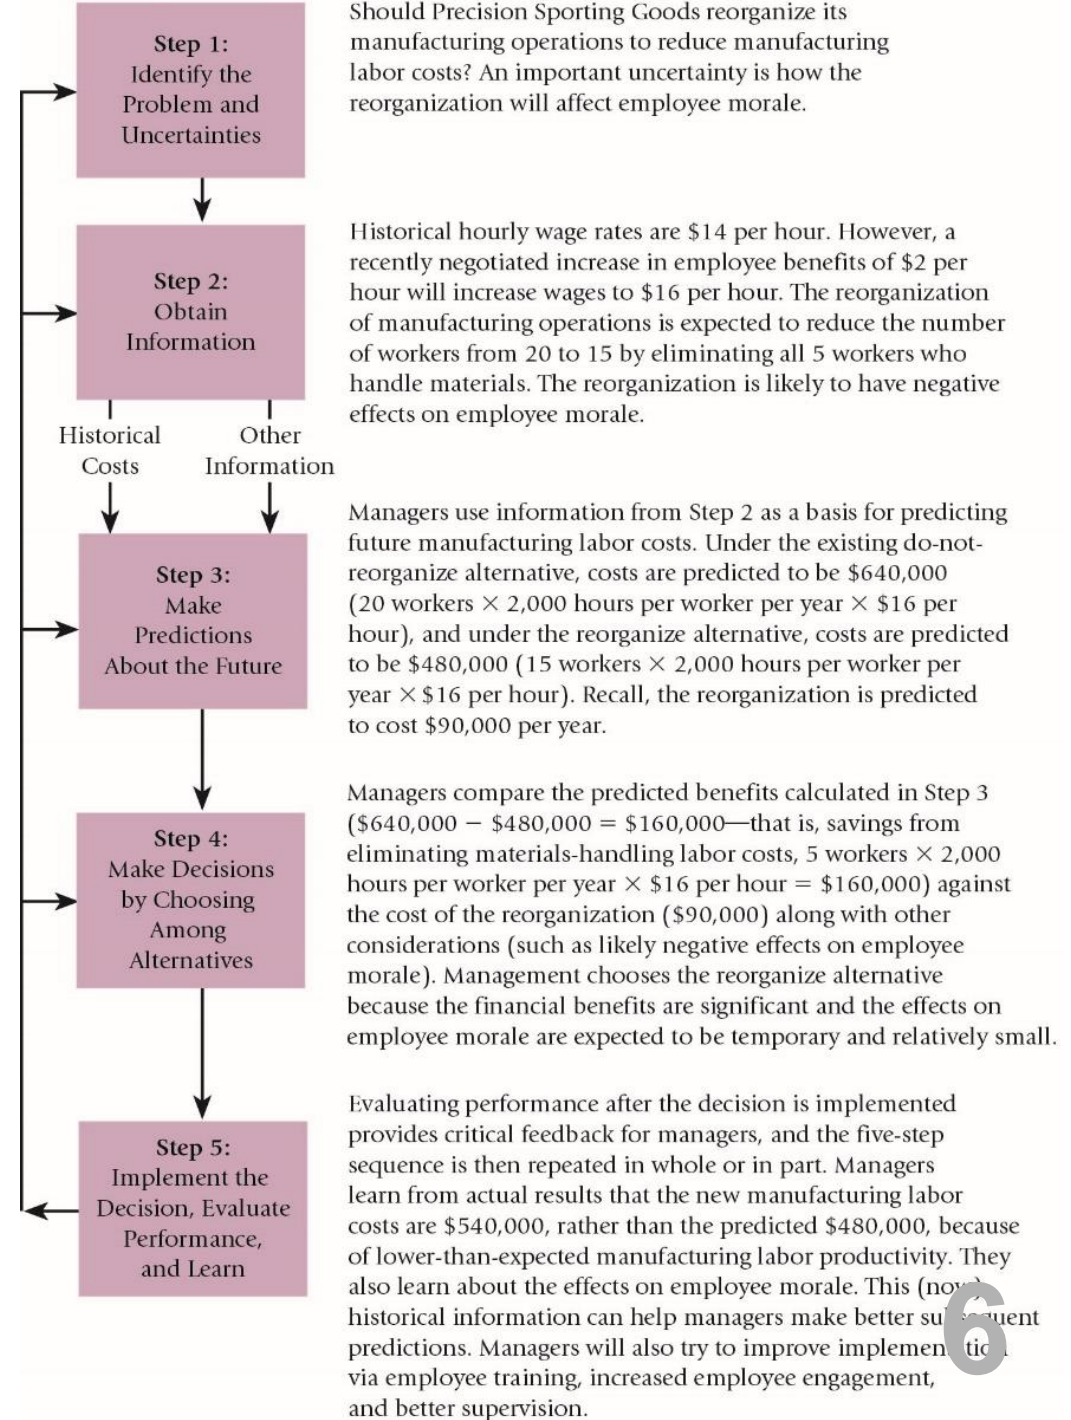 Step 1:
Identify the
Problem and
Uncertainties
Should Precision Sporting Goods reorganize its
manufacturing operations to reduce manufacturing
labor costs? An important uncertainty is how the
reorganization will affect employee morale.
Step 2:
Obtain
Information
Historical hourly wage rates are $14 per hour. However, a
recently negotiated increase in employee benefits of $2 per
hour will increase wages to $16 per hour. The reorganization
of manufacturing operations is expected to reduce the number
of workers from 20 to 15 by eliminating all 5 workers who
handle materials. The reorganization is likely to have negative
effects on employee morale.
Historical
Costs
Other
Information
Step 3:
Make
Predictions
About the Future
Managers use information from Step 2 as a basis for predicting
future manufacturing labor costs. Under the existing do-not-
reorganize alternative, costs are predicted to be $640,000
(20 workers × 2,000 hours per worker per year × $16 per
hour), and under the reorganize alternative, costs are predicted
to be $480,000 (15 workers × 2,000 hours per worker per
year × $16 per hour). Recall, the reorganization is predicted
to cost $90,000 per year.
Step 4:
Make Decisions
by Choosing
Among
Alternatives
Managers compare the predicted benefits calculated in Step 3
($640,000 − $480,000 = $160,000—that is, savings from
eliminating materials-handling labor costs, 5 workers × 2,000
hours per worker per year × $16 per hour = $160,000) against
the cost of the reorganization ($90,000) along with other
considerations (such as likely negative effects on employee
morale). Management chooses the reorganize alternative
because the financial benefits are significant and the effects on
employee morale are expected to be temporary and relatively small.
Step 5:
Implement the
Decision, Evaluate
Performance,
and Learn
Evaluating performance after the decision is implemented
provides critical feedback for managers, and the five-step
sequence is then repeated in whole or in part. Managers
learn from actual results that the new manufacturing labor
costs are $540,000, rather than the predicted $480,000, because
of lower-than-expected manufacturing labor productivity. They
also learn about the effects on employee morale. This (now)
historical information can help managers make better subsequent
predictions. Managers will also try to improve implementation
via employee training, increased employee engagement,
and better supervision.
6